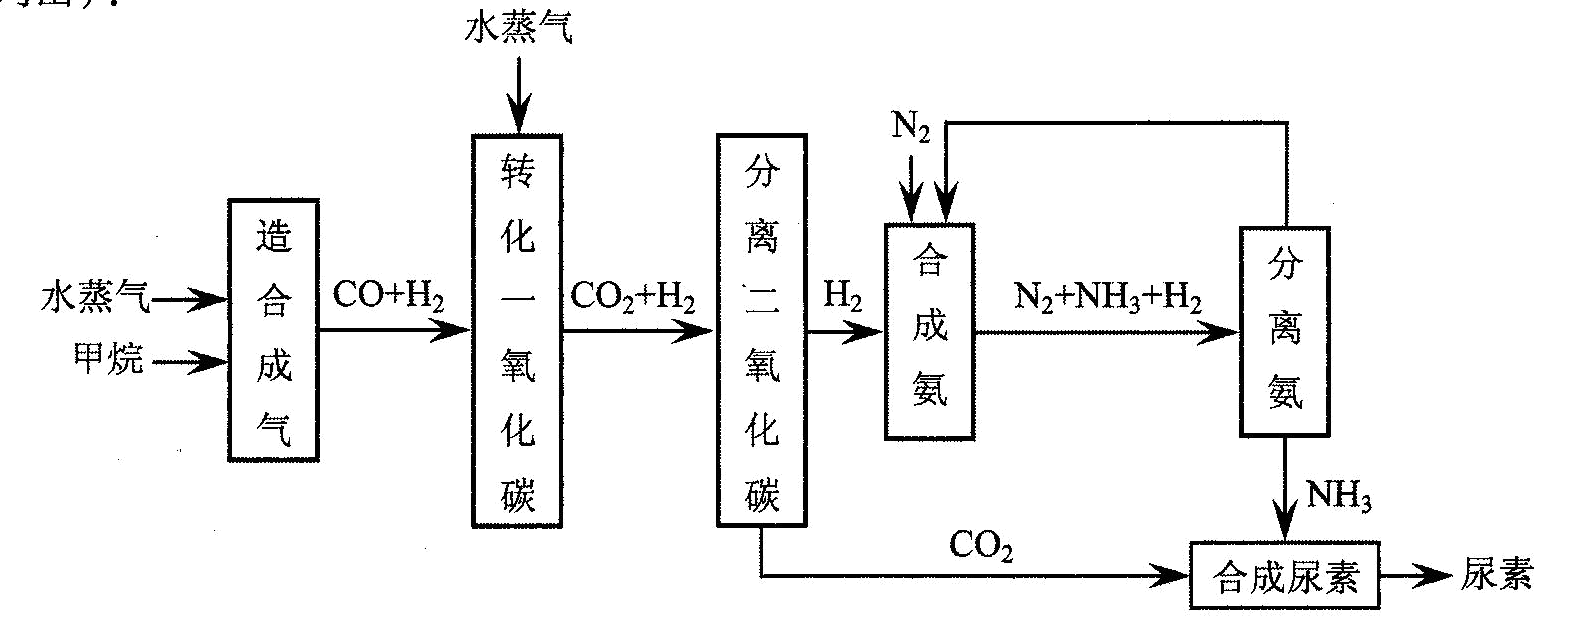 水蒸气
水蒸气
甲烷
造合成气
CO+H₂
转化一氧化碳
CO₂+H₂
分离二氧化碳
H₂
N₂
合成氨
N₂+NH₃+H₂
分离氨
NH₃
CO₂
合成尿素
尿素